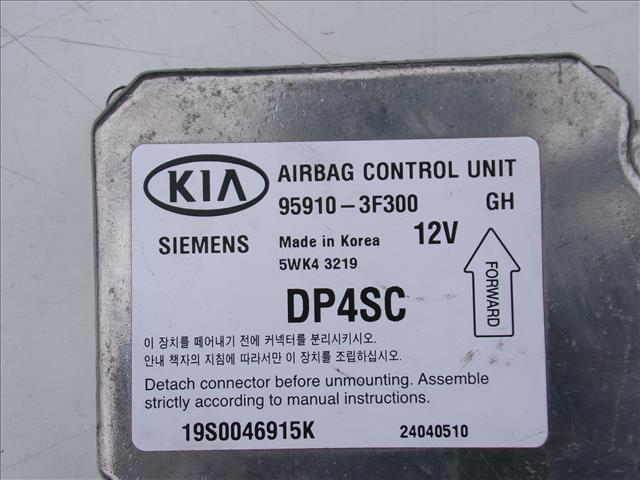 KIA
AIRBAG CONTROL UNIT
95910-3F300 GH
SIEMENS Made in Korea 12V
5WK4 3219
FORWARD
DP4SC
이 장치를 떼어내기 전에 커넥터를 분리시키시오.
안내 책자의 지침에 따라서만 이 장치를 조립하십시오.
Detach connector before unmounting. Assemble
strictly according to manual instructions.
19S0046915K 24040510